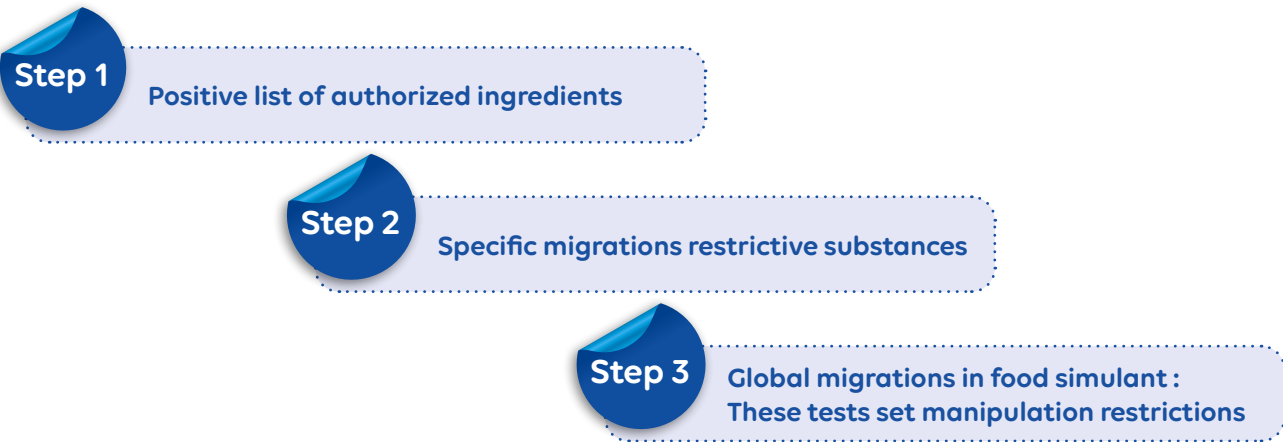 Step 1
Positive list of authorized ingredients
Step 2
Specific migrations restrictive substances
Step 3
Global migrations in food simulant :
These tests set manipulation restrictions